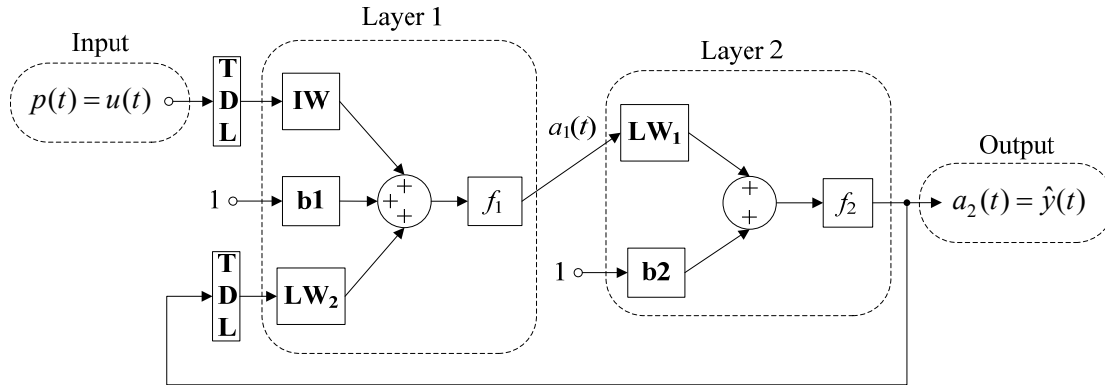 Input
p(t) = u(t)
T
D
L
Layer 1
IW
1
b1
T
D
L
LW₂
+
+
+
f₁
a₁(t)
Layer 2
LW₁
1
b2
+
+
f₂
Output
a₂(t) = ŷ(t)